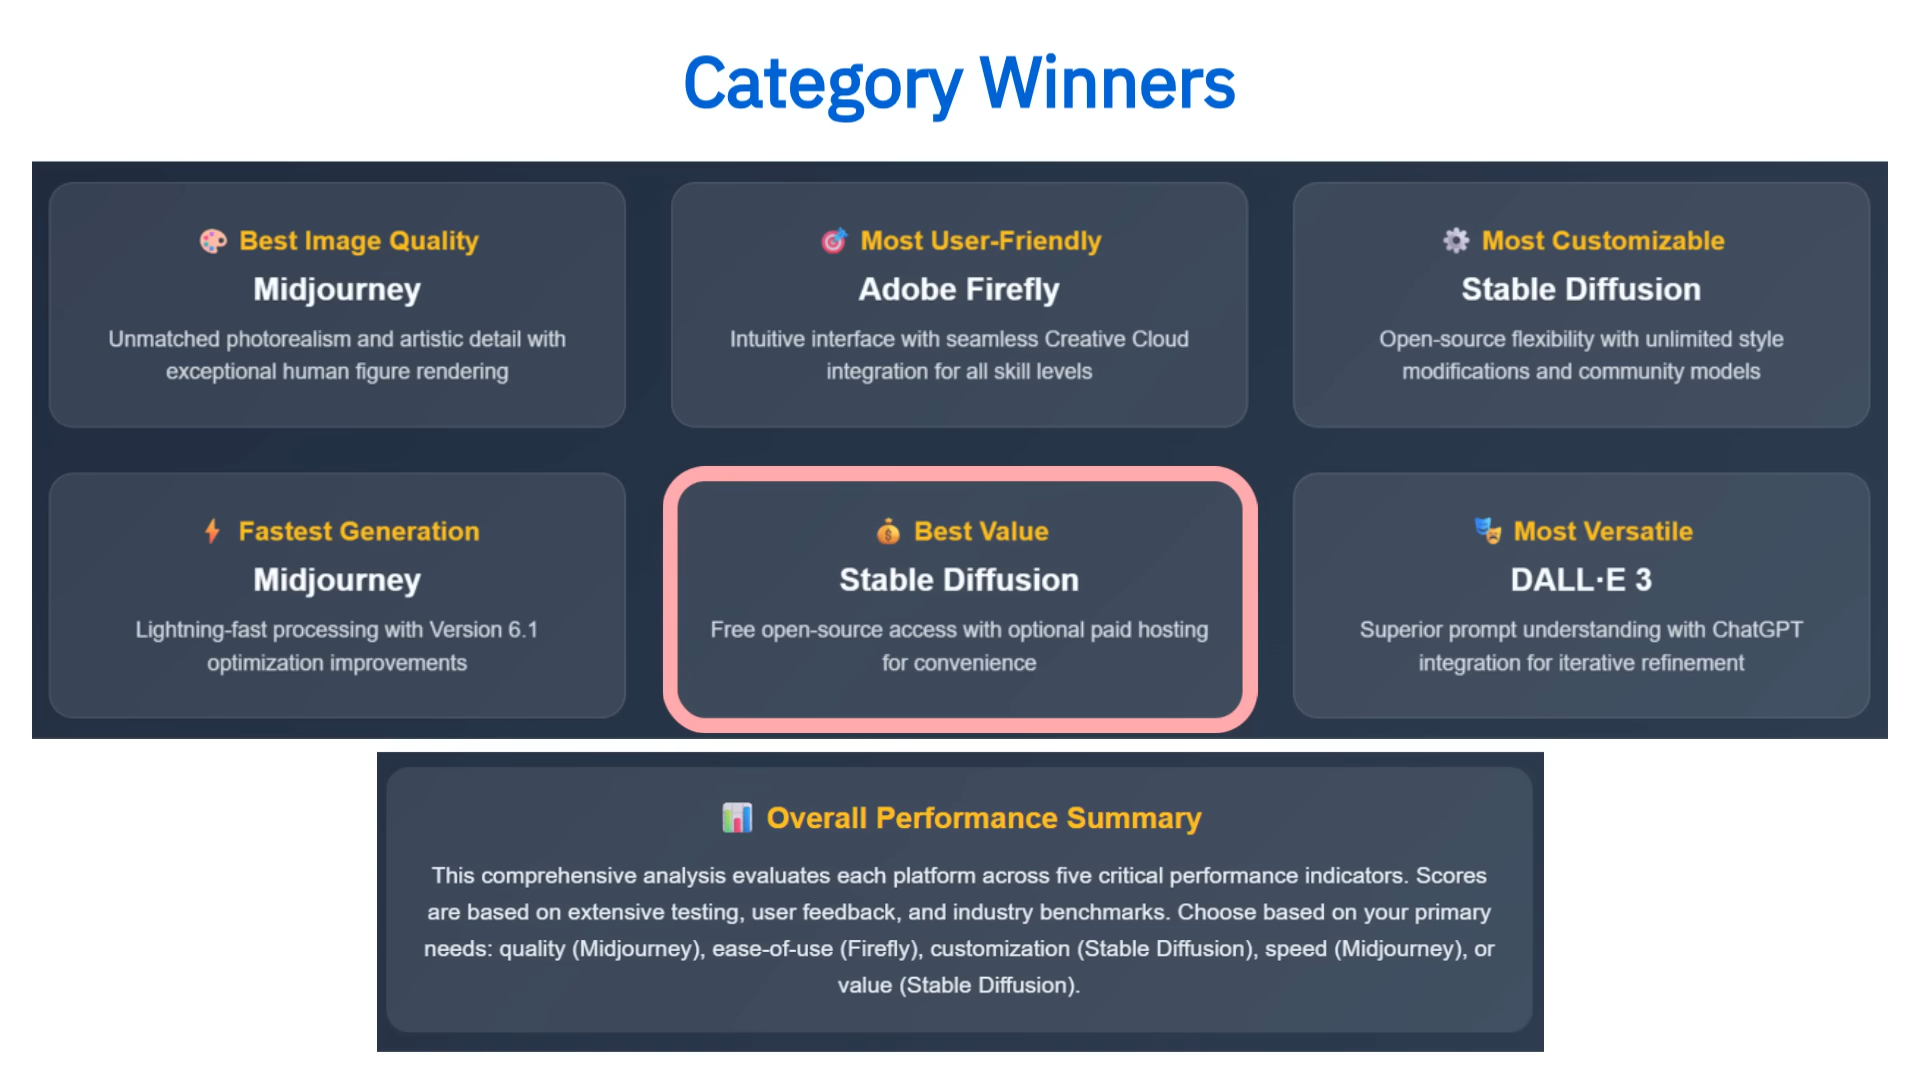 Category Winners
Best Image Quality
Midjourney
Unmatched photorealism and artistic detail with
exceptional human figure rendering
Most User-Friendly
Adobe Firefly
Intuitive interface with seamless Creative Cloud
integration for all skill levels
Most Customizable
Stable Diffusion
Open-source flexibility with unlimited style
modifications and community models
Fastest Generation
Midjourney
Lightning-fast processing with Version 6.1
optimization improvements
Best Value
Stable Diffusion
Free open-source access with optional paid hosting
for convenience
Most Versatile
DALL·E 3
Superior prompt understanding with ChatGPT
integration for iterative refinement
Overall Performance Summary
This comprehensive analysis evaluates each platform across five critical performance indicators. Scores
are based on extensive testing, user feedback, and industry benchmarks. Choose based on your primary
needs: quality (Midjourney), ease-of-use (Firefly), customization (Stable Diffusion), speed (Midjourney), or
value (Stable Diffusion).